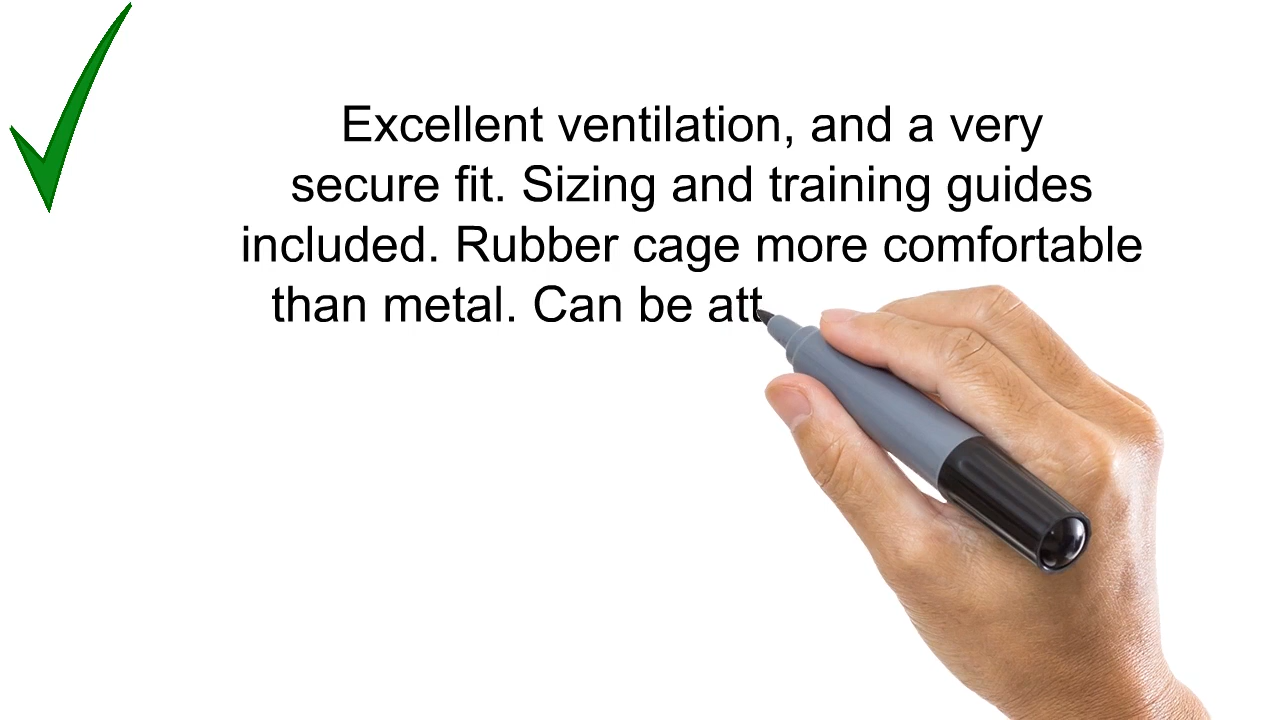 Excellent ventilation, and a very
secure fit. Sizing and training guides
included. Rubber cage more comfortable
than metal. Can be att